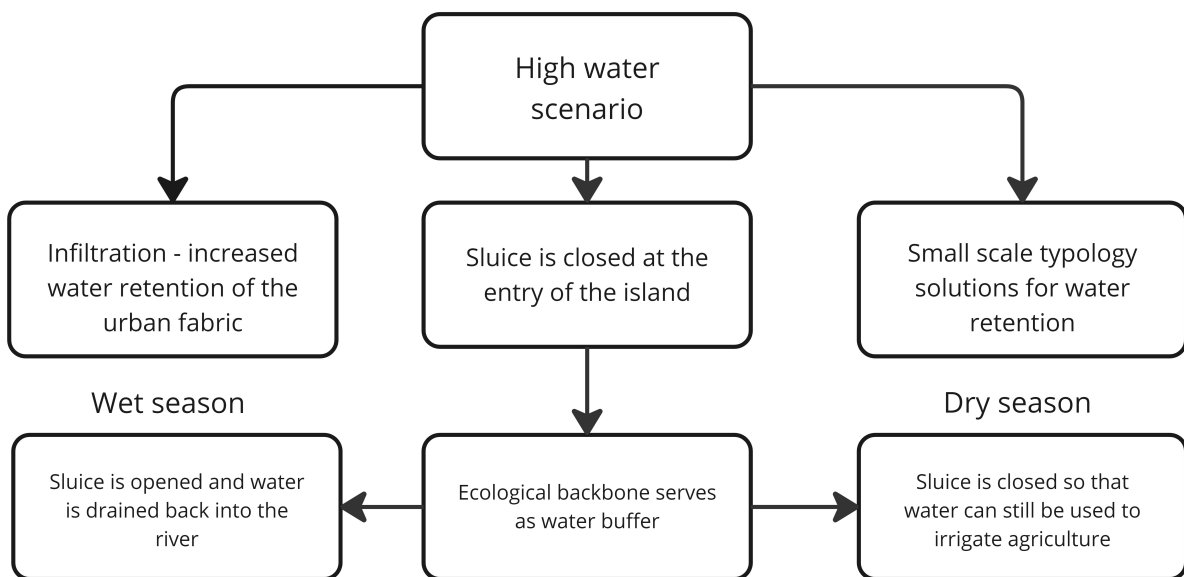 High water
scenario
Infiltration - increased
water retention of the
urban fabric
Sluice is closed at the
entry of the island
Small scale typology
solutions for water
retention
Wet season
Dry season
Sluice is opened and water
is drained back into the
river
Ecological backbone serves
as water buffer
Sluice is closed so that
water can still be used to
irrigate agriculture